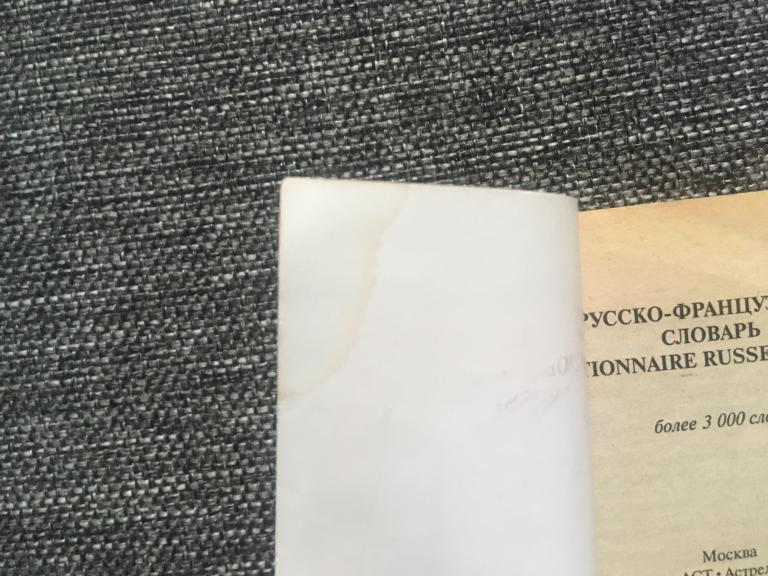 РУССКО-ФРАНЦУЗ
СЛОВАРЬ
TIONNAIRE RUSSE
более 3 000 сло
Москва
АСТ • Астрел